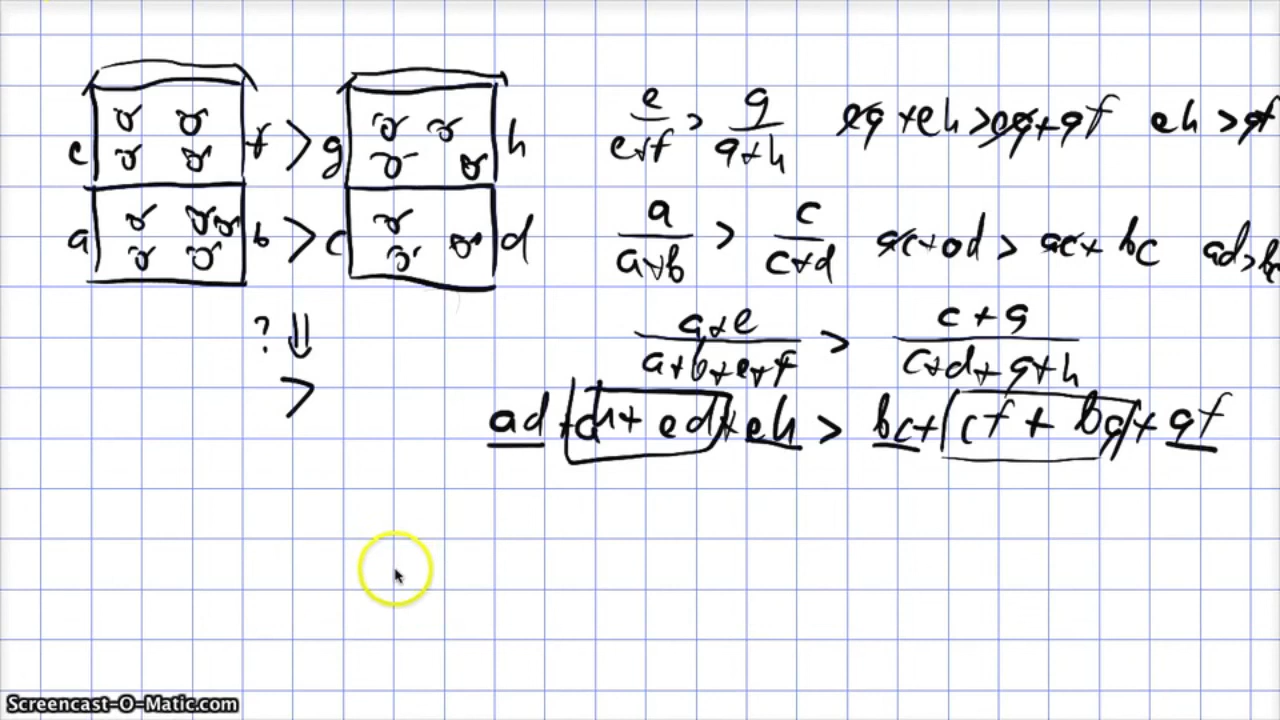 e f > g h
a b > c d
? ⇓
>
e/(e+f) > g/(g+h) eg+eh>eg+gf eh>gf
a/(a+b) > c/(c+d) ac+ad > ac+bc ad>bc
(a+e)/(a+b+e+f) > (c+g)/(c+d+g+h)
ad+ah+ed+eh > bc+cf+bg+gf
Screencast-O-Matic.com